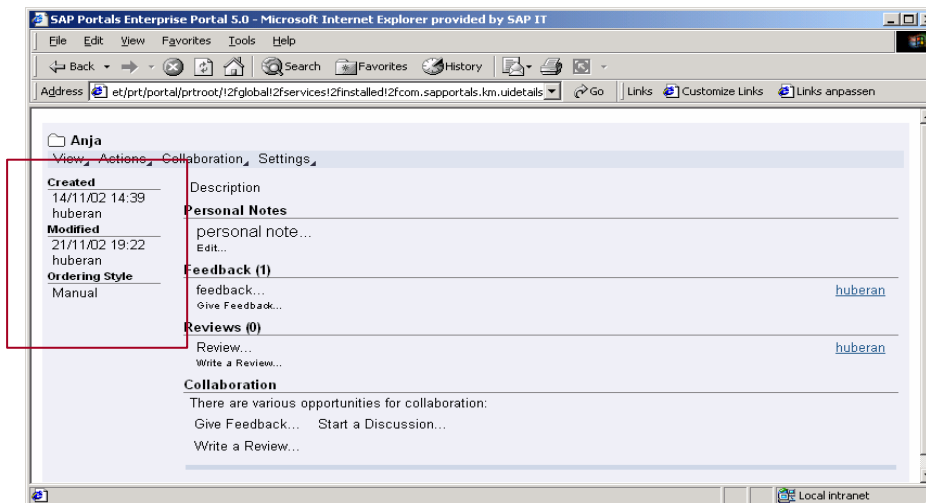 SAP Portals Enterprise Portal 5.0 - Microsoft Internet Explorer provided by SAP IT
File Edit View Favorites Tools Help
Back Search Favorites History
Address et/prt/portal/prtroot/!2fglobal!2fservices!2finstalled!2fcom.sapportals.km.uidetails Go Links Customize Links Links anpassen
Anja
View Actions Collaboration Settings
Created
14/11/02 14:39
huberan
Modified
21/11/02 19:22
huberan
Ordering Style
Manual
Description
Personal Notes
personal note...
Edit...
Feedback (1)
feedback... huberan
Give Feedback...
Reviews (0)
Review... huberan
Write a Review...
Collaboration
There are various opportunities for collaboration:
Give Feedback... Start a Discussion...
Write a Review...
Local intranet